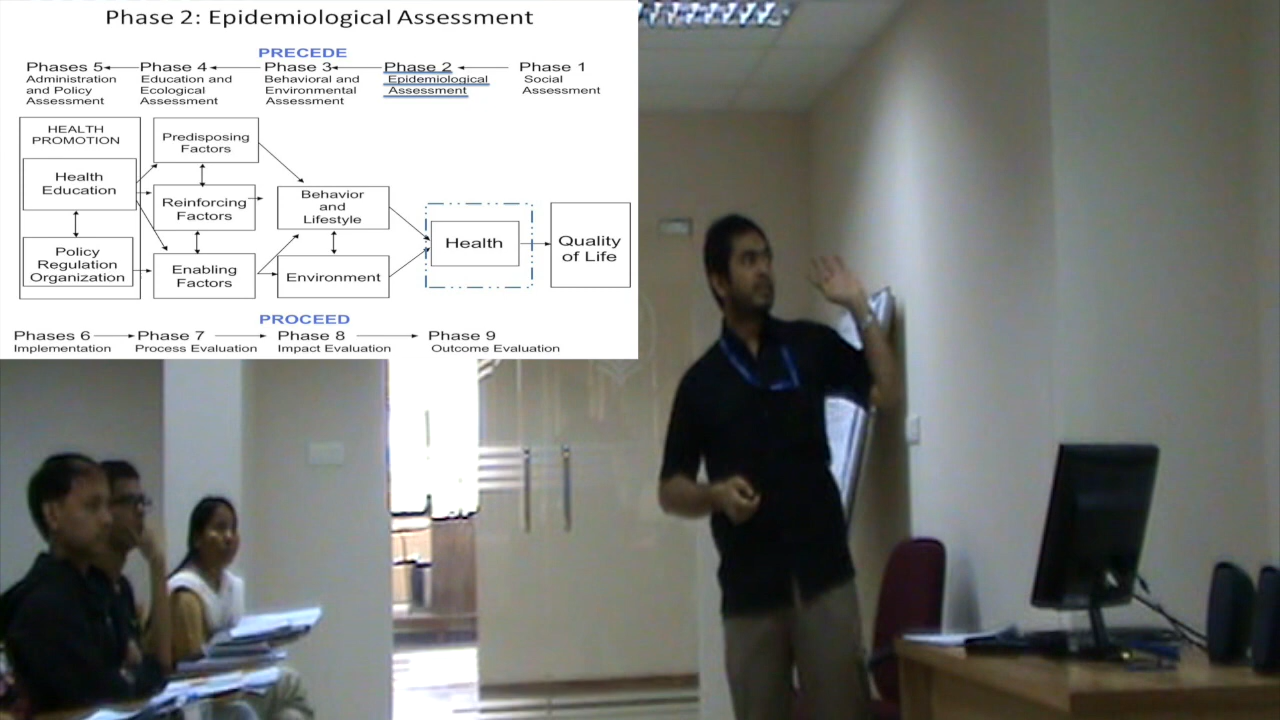 Phase 2: Epidemiological Assessment
PRECEDE
Phases 5 Phase 4 Phase 3 Phase 2 Phase 1
Administration and Policy Assessment
Education and Ecological Assessment
Behavioral and Environmental Assessment
Epidemiological Assessment
Social Assessment
HEALTH
PROMOTION
Health
Education
Policy
Regulation
Organization
Predisposing
Factors
Reinforcing
Factors
Enabling
Factors
Behavior
and
Lifestyle
Environment
Health
Quality
of Life
PROCEED
Phases 6 Phase 7 Phase 8 Phase 9
Implementation Process Evaluation Impact Evaluation Outcome Evaluation